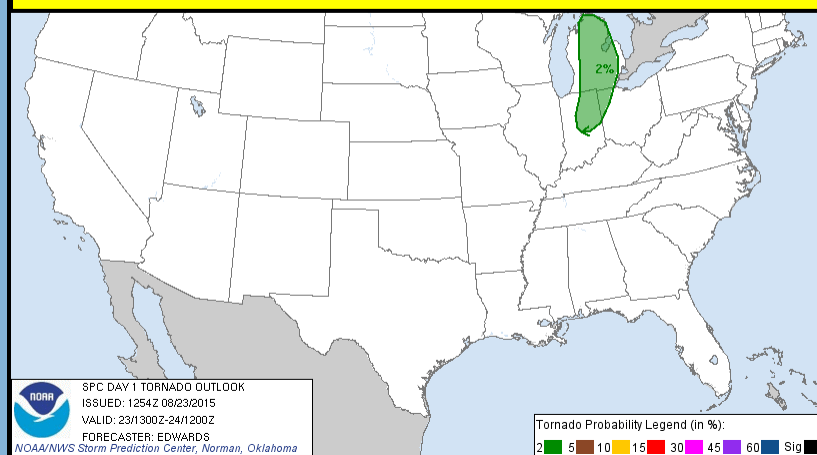 2%
SPC DAY 1 TORNADO OUTLOOK
ISSUED: 1254Z 08/23/2015
VALID: 23/1300Z-24/1200Z
FORECASTER: EDWARDS
NOAA/NWS Storm Prediction Center, Norman, Oklahoma
NOAA
Tornado Probability Legend (in %):
2 5 10 15 30 45 60 Sig